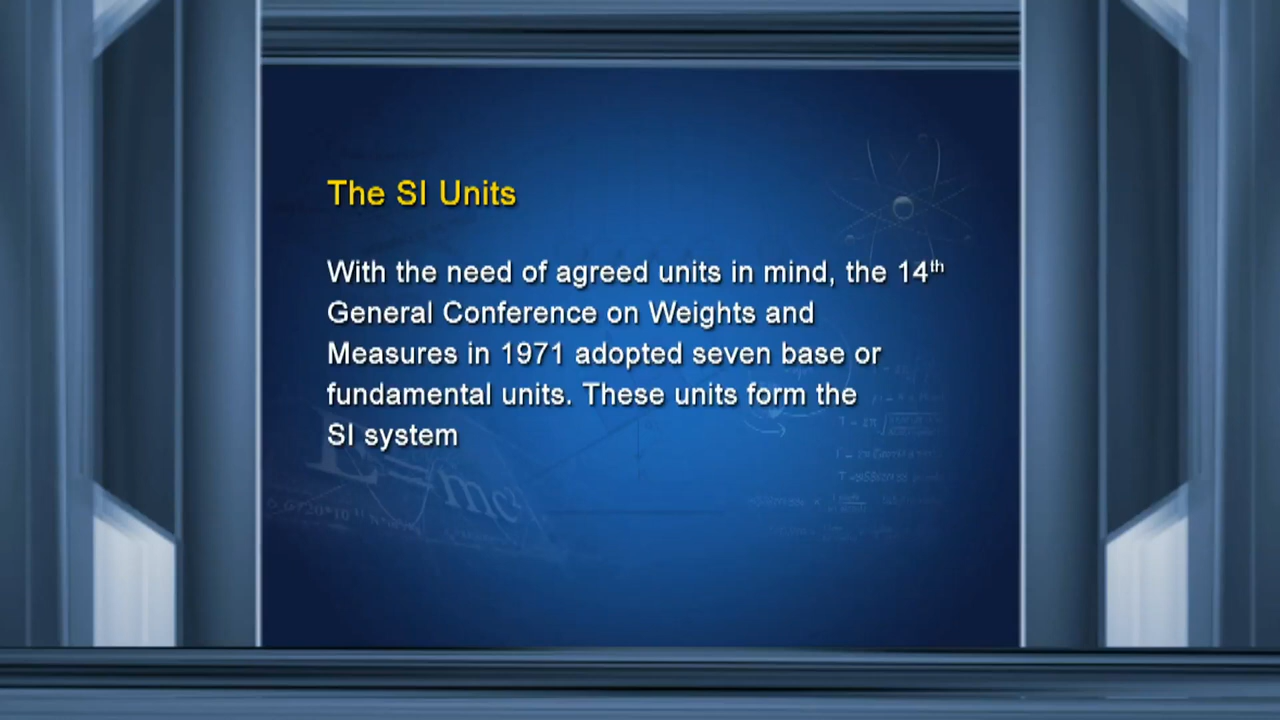 The SI Units
With the need of agreed units in mind, the 14th
General Conference on Weights and
Measures in 1971 adopted seven base or
fundamental units. These units form the
SI system
E=mc²